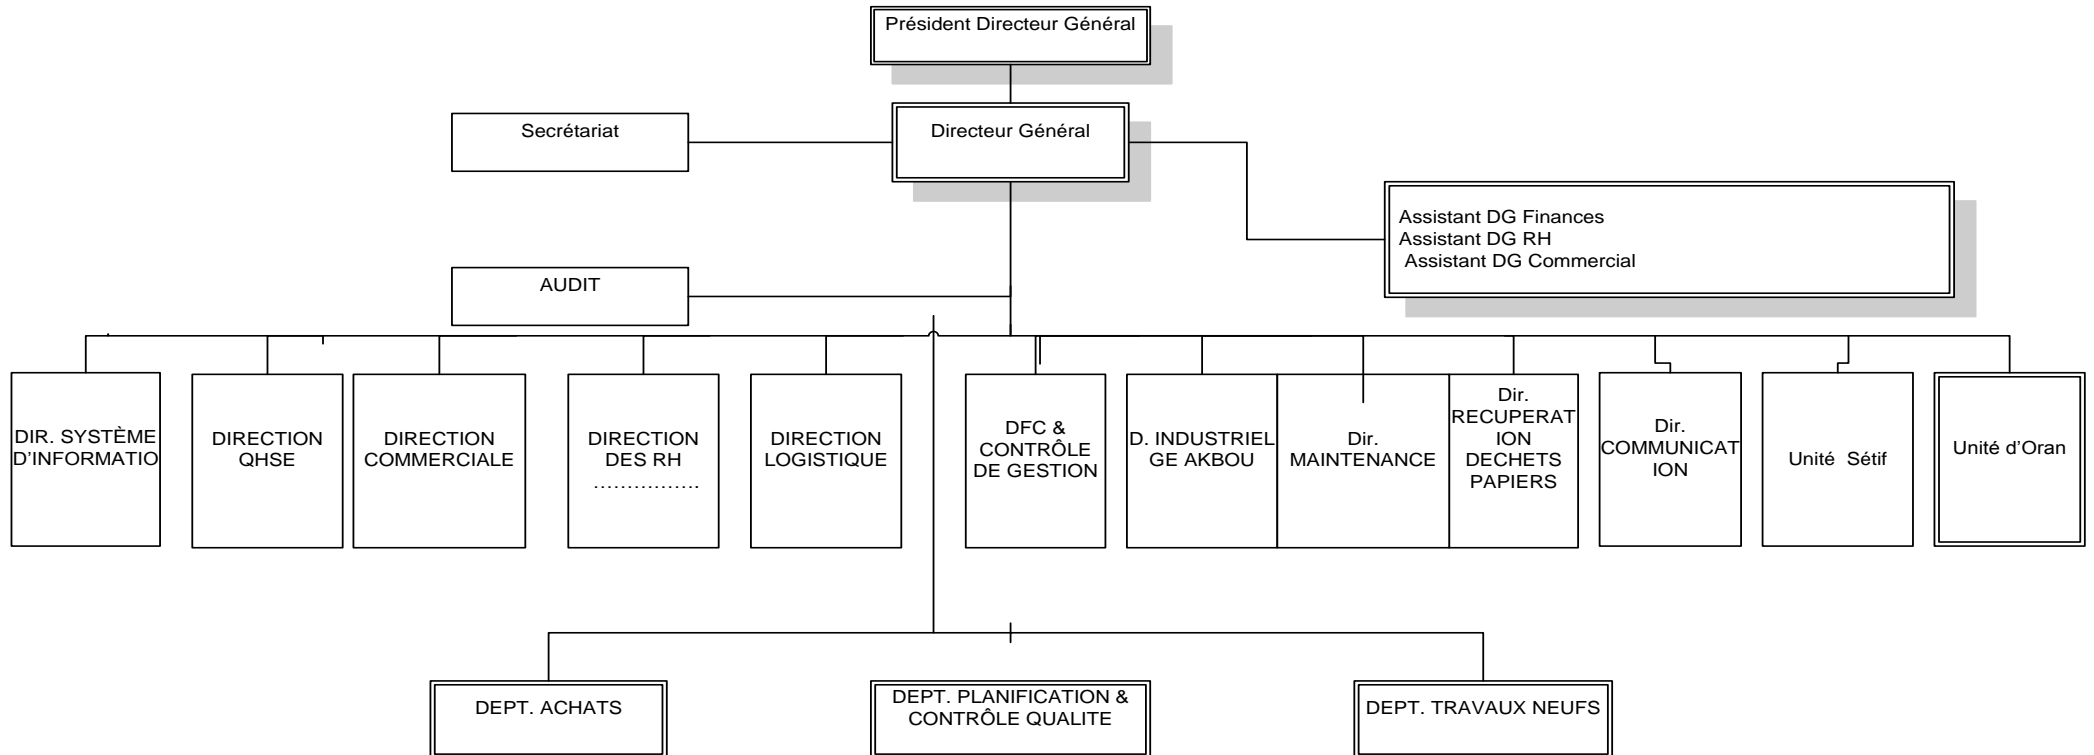 Président Directeur Général
Secrétariat
Directeur Général
Assistant DG Finances
Assistant DG RH
Assistant DG Commercial
AUDIT
DIR. SYSTÈME
D'INFORMATIO
DIRECTION
QHSE
DIRECTION
COMMERCIALE
DIRECTION
DES RH
…………….
DIRECTION
LOGISTIQUE
DFC &
CONTRÔLE
DE GESTION
D. INDUSTRIEL
GE AKBOU
Dir.
MAINTENANCE
Dir.
RECUPERAT
ION
DECHETS
PAPIERS
Dir.
COMMUNICAT
ION
Unité  Sétif
Unité d'Oran
DEPT. ACHATS
DEPT. PLANIFICATION &
CONTRÔLE QUALITE
DEPT. TRAVAUX NEUFS